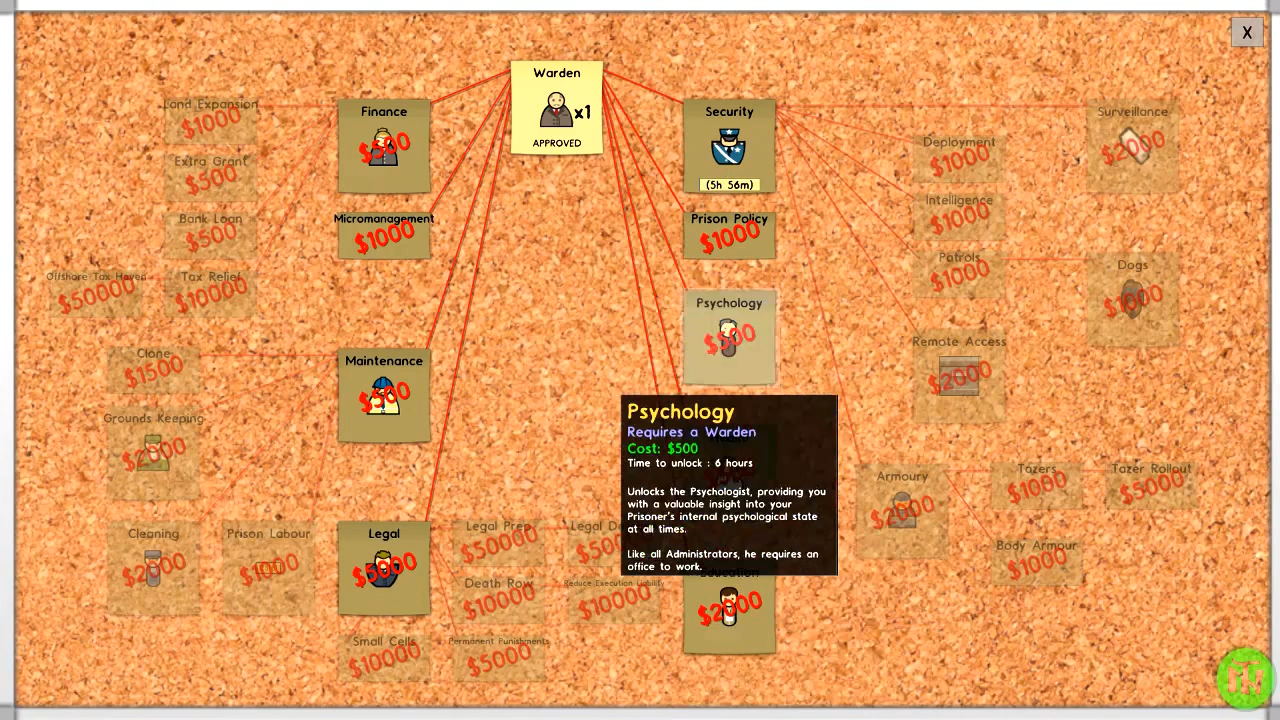 X
Warden
x1
APPROVED
Land Expansion
$1000
Finance
$500
Security
(5h 56m)
Surveillance
$2000
Deployment
$1000
Extra Grant
$500
Intelligence
$1000
Micromanagement
$1000
Prison Policy
$1000
Bank Loan
$500
Patrols
$1000
Dogs
$1000
Offshore Tax Haven
$50000
Tax Relief
$10000
Psychology
$500
Remote Access
$2000
Clone
$1500
Maintenance
$500
Grounds Keeping
$2000
Psychology
Requires a Warden
Cost: $500
Time to unlock : 6 hours
Unlocks the Psychologist, providing you
with a valuable insight into your
Prisoner's internal psychological state
at all times.
Like all Administrators, he requires an
office to work.
Armoury
$2000
Tazers
$1000
Tazer Rollout
$5000
Body Armour
$1000
Cleaning
$2000
Prison Labour
$1000
Legal
$5000
Legal Prep
$50000
Legal
Death Row
$10000
Reduce Execution Liability
$10000
Education
$2000
Small Cells
$10000
Permanent Punishments
$5000